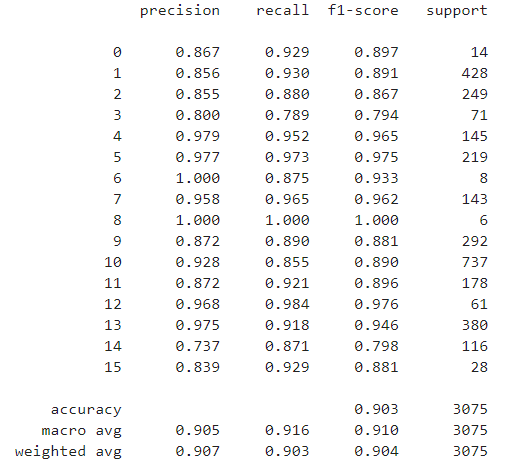 precision recall f1-score support
0 0.867 0.929 0.897 14
1 0.856 0.930 0.891 428
2 0.855 0.880 0.867 249
3 0.800 0.789 0.794 71
4 0.979 0.952 0.965 145
5 0.977 0.973 0.975 219
6 1.000 0.875 0.933 8
7 0.958 0.965 0.962 143
8 1.000 1.000 1.000 6
9 0.872 0.890 0.881 292
10 0.928 0.855 0.890 737
11 0.872 0.921 0.896 178
12 0.968 0.984 0.976 61
13 0.975 0.918 0.946 380
14 0.737 0.871 0.798 116
15 0.839 0.929 0.881 28
accuracy 0.903 3075
macro avg 0.905 0.916 0.910 3075
weighted avg 0.907 0.903 0.904 3075